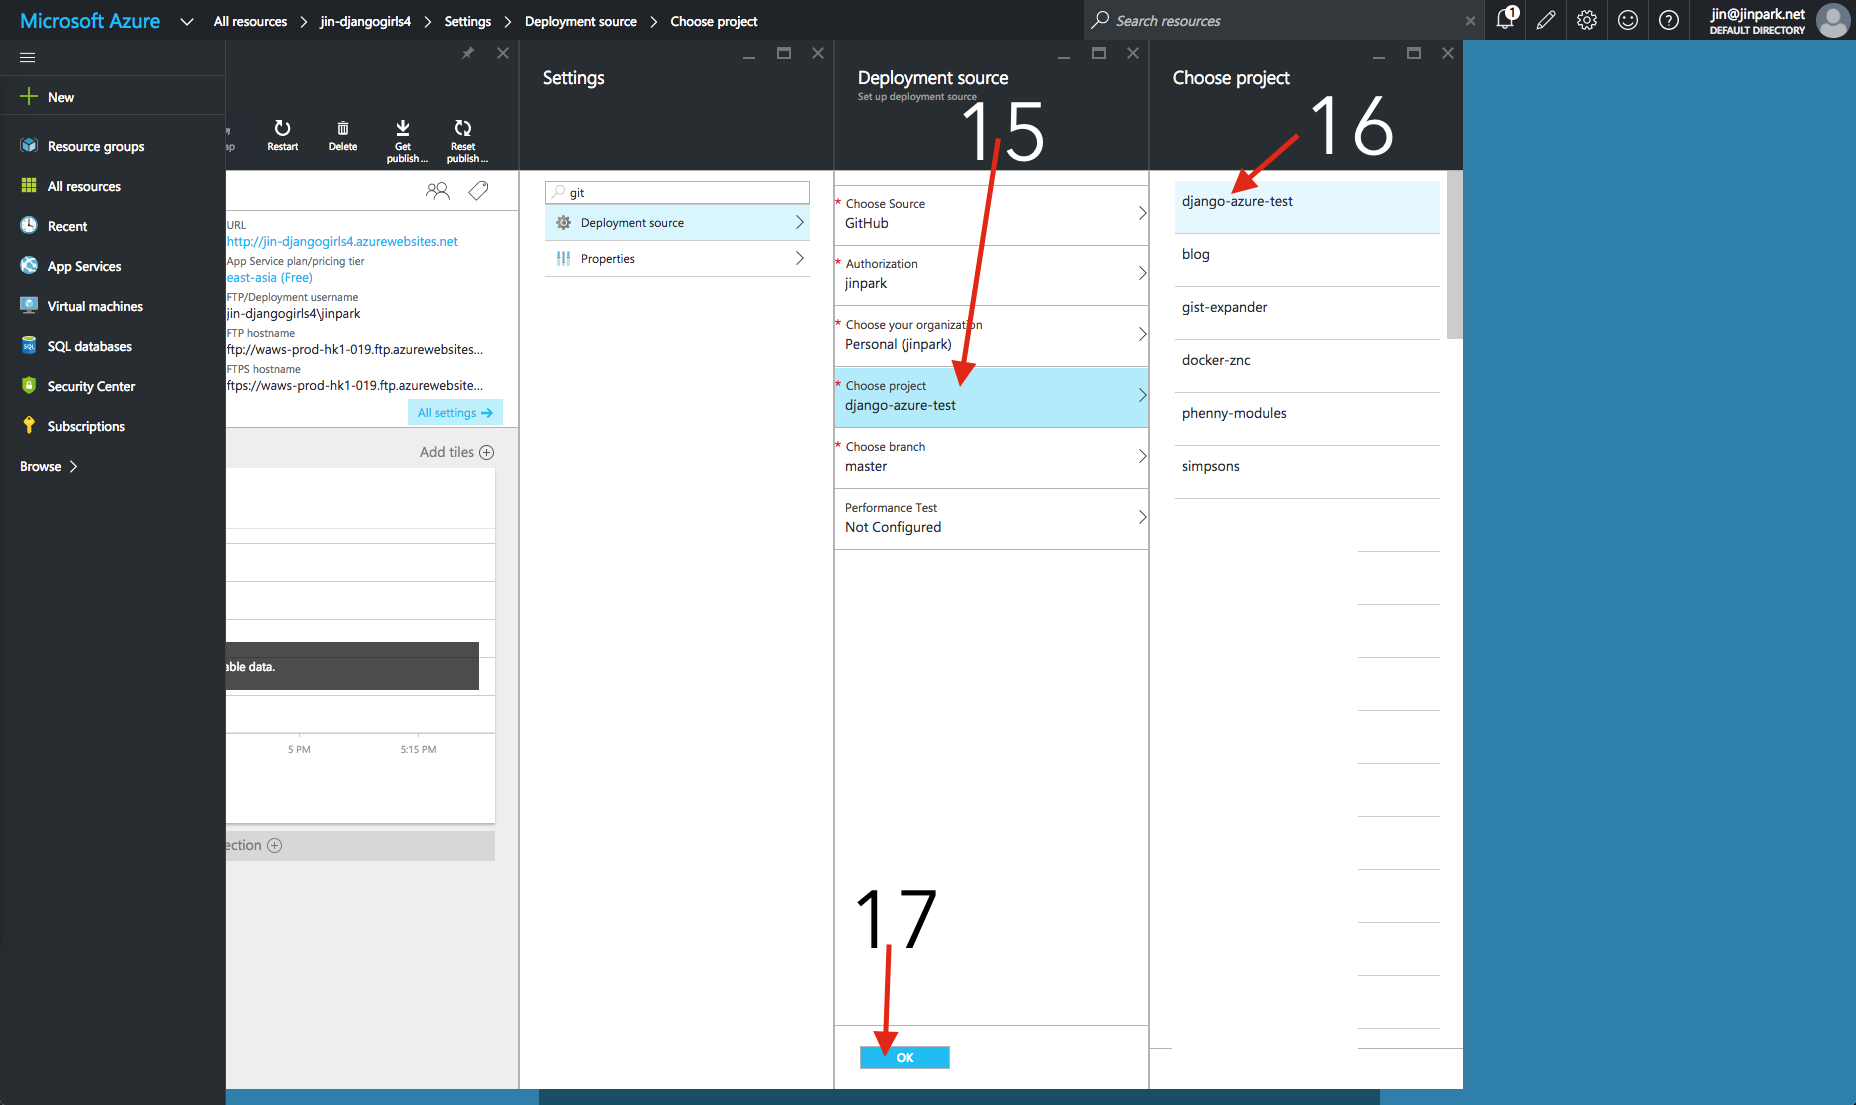 Microsoft Azure
All resources > jin-djangogirls4 > Settings > Deployment source > Choose project
Search resources
1
jin@jinpark.net
DEFAULT DIRECTORY
New
Resource groups
All resources
Recent
App Services
Virtual machines
SQL databases
Security Center
Subscriptions
Browse >
ap
Restart
Delete
Get publish...
Reset publish...
URL
http://jin-djangogirls4.azurewebsites.net
App Service plan/pricing tier
east-asia (Free)
FTP/Deployment username
jin-djangogirls4\jinpark
FTP hostname
ftp://waws-prod-hk1-019.ftp.azurewebsites...
FTPS hostname
ftps://waws-prod-hk1-019.ftp.azurewebsite...
All settings →
Add tiles
able data.
5 PM
5:15 PM
ection
Settings
git
Deployment source
Properties
Deployment source
Set up deployment source
15
* Choose Source
GitHub
* Authorization
jinpark
* Choose your organization
Personal (jinpark)
* Choose project
django-azure-test
* Choose branch
master
Performance Test
Not Configured
17
OK
Choose project
16
django-azure-test
blog
gist-expander
docker-znc
phenny-modules
simpsons